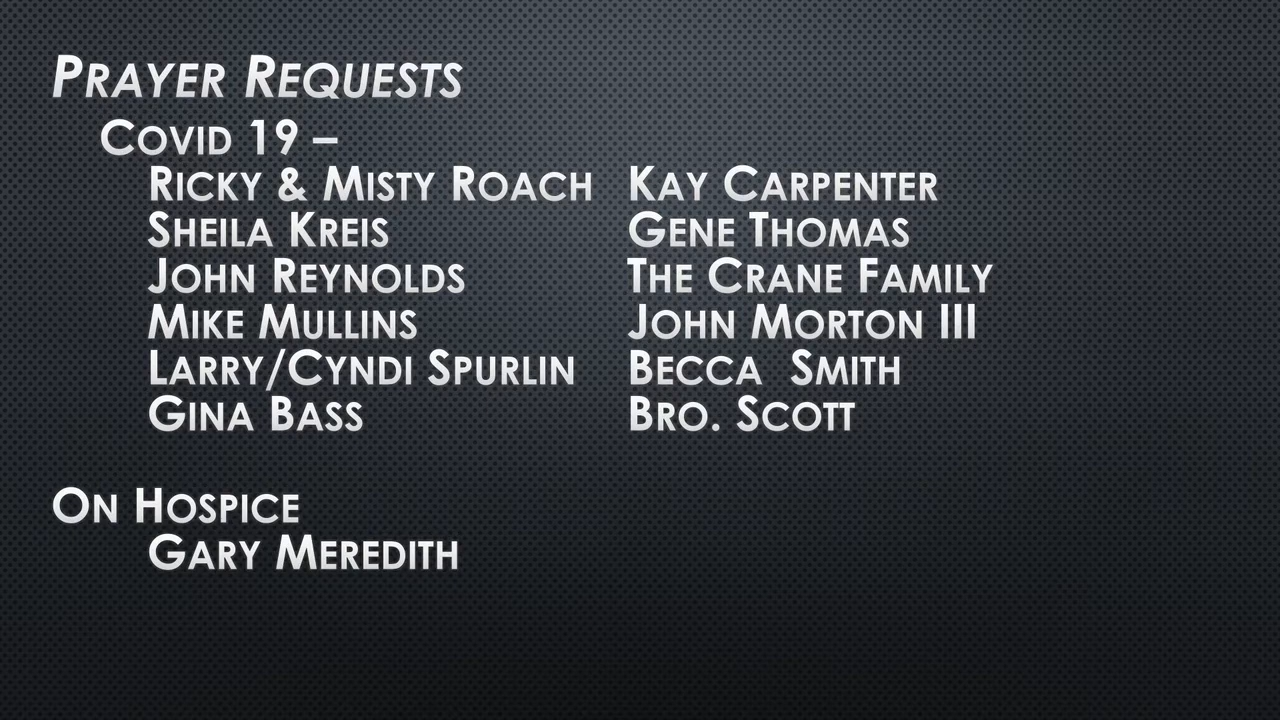 Prayer Requests
Covid 19 –
Ricky & Misty Roach Kay Carpenter
Sheila Kreis Gene Thomas
John Reynolds The Crane Family
Mike Mullins John Morton III
Larry/Cyndi Spurlin Becca Smith
Gina Bass Bro. Scott
On Hospice
Gary Meredith